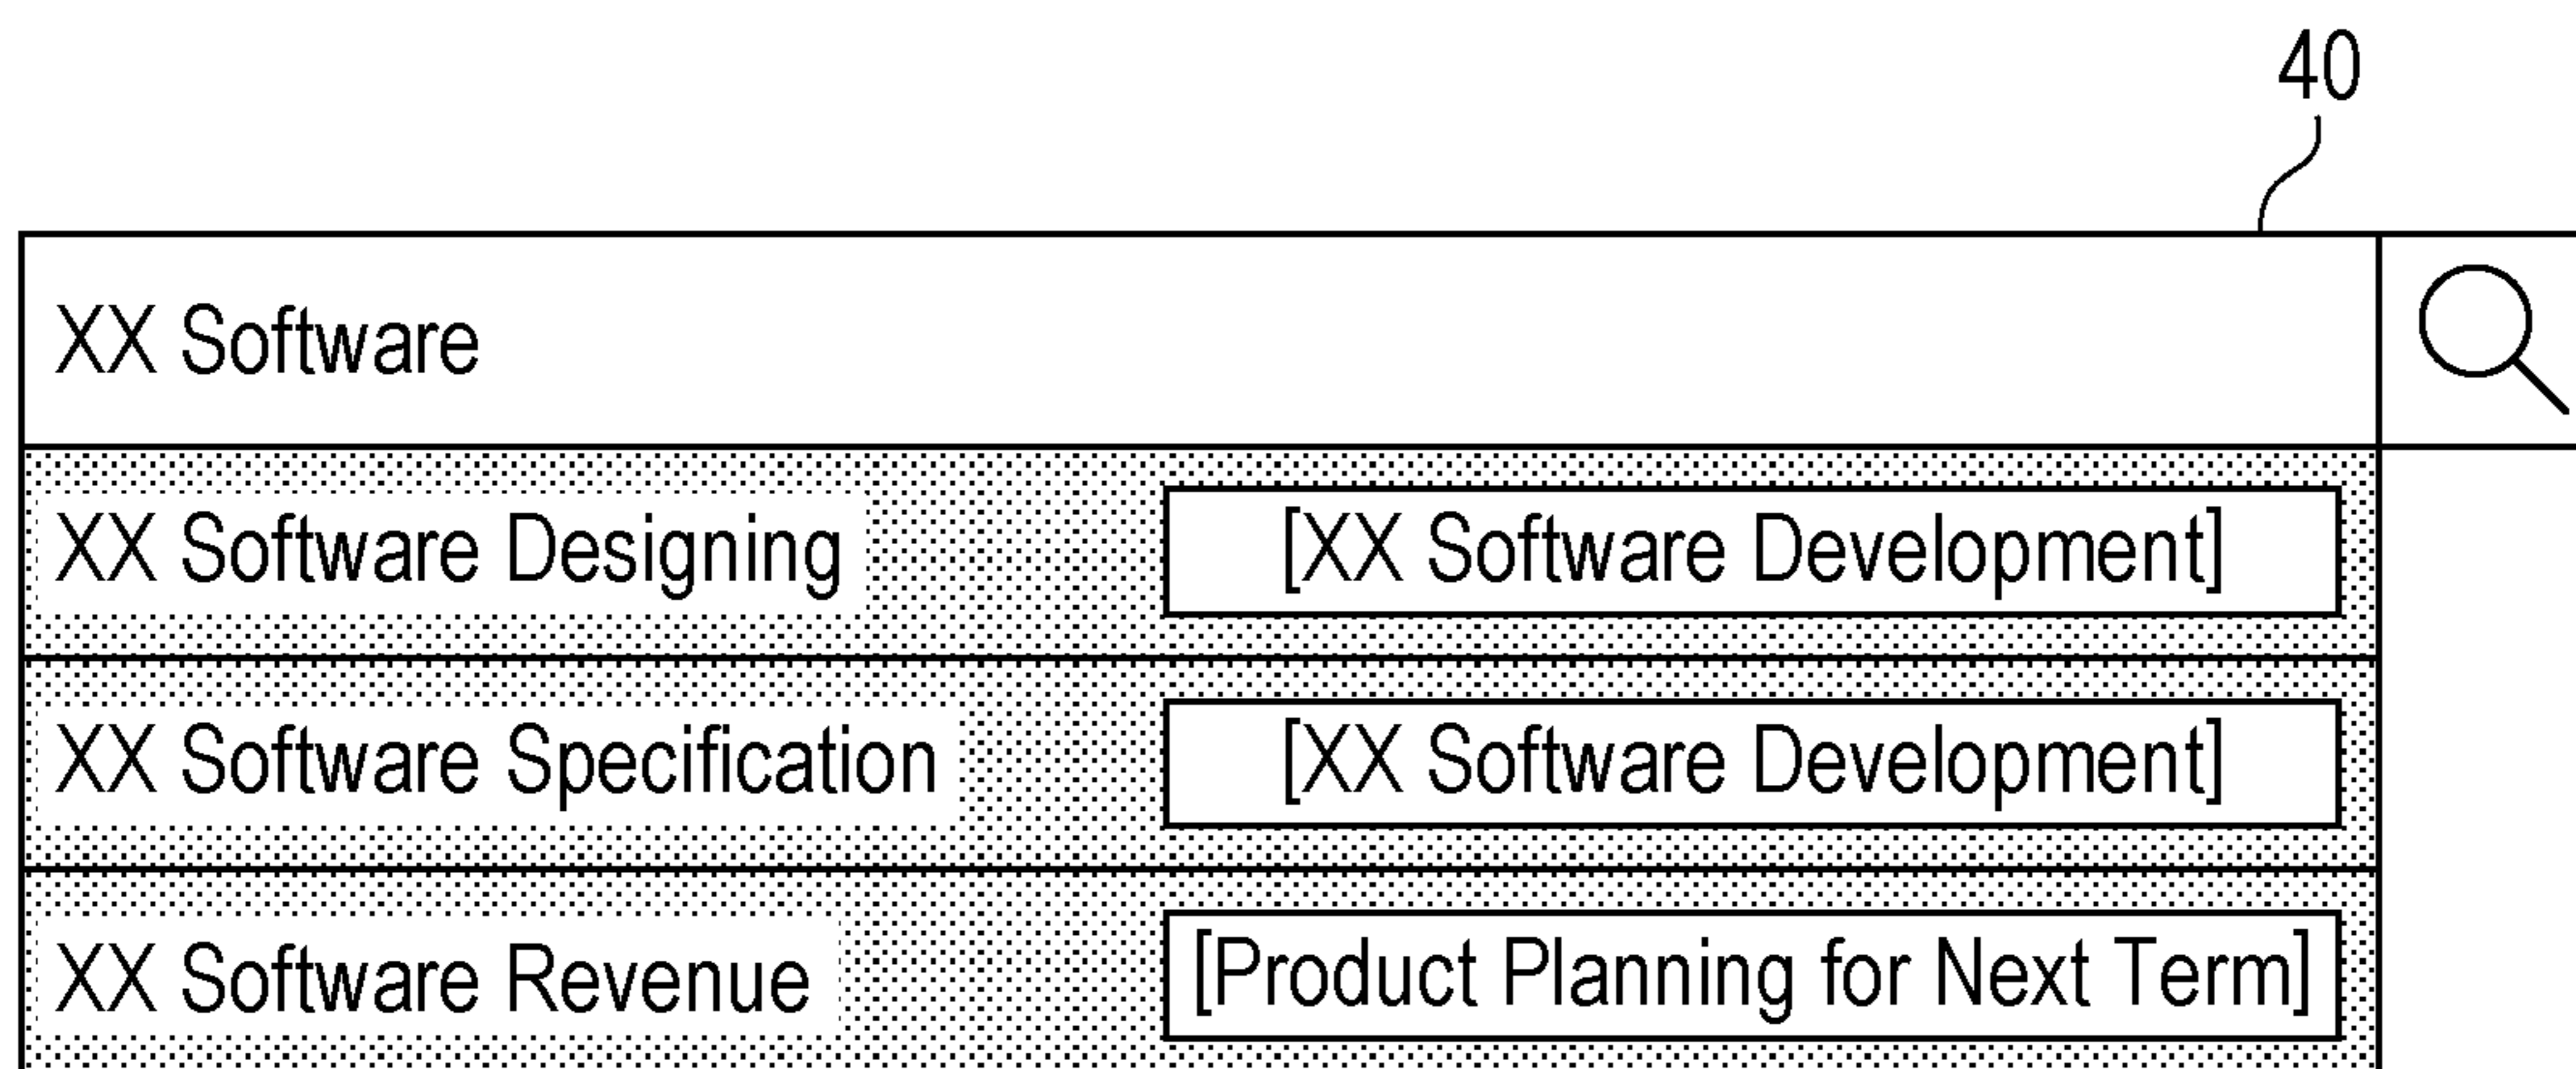 40
XX Software
XX Software Designing [XX Software Development]
XX Software Specification [XX Software Development]
XX Software Revenue [Product Planning for Next Term]